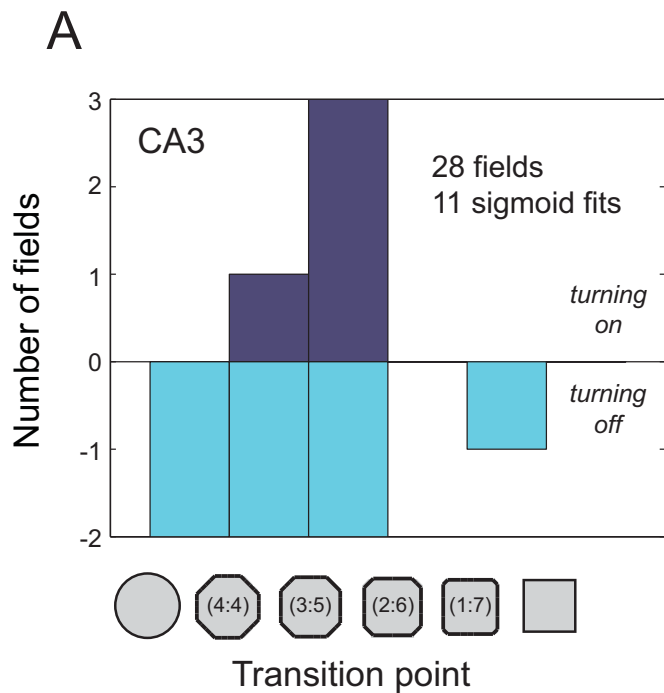 A
CA3
28 fields
11 sigmoid fits
Number of fields
3
2
1
0
-1
-2
turning
on
turning
off
(4:4)
(3:5)
(2:6)
(1:7)
Transition point